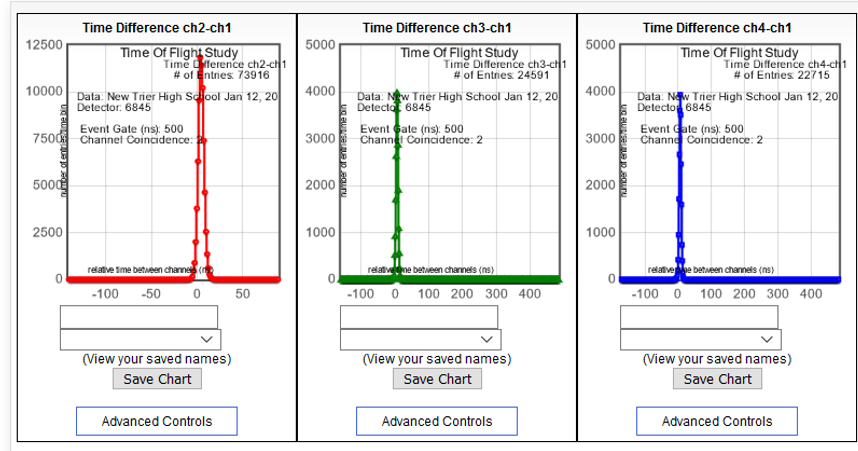 Time Difference ch2-ch1
12500
10000
7500
5000
2500
0
number of entries/time bin
Time Of Flight Study
Time Difference ch2-ch1
# of Entries: 73916
Data: New Trier High School Jan 12, 20
Detector: 6845
Event Gate (ns): 500
Channel Coincidence: 2
relative time between channels (ns)
-100 -50 0 50
(View your saved names)
Save Chart
Advanced Controls
Time Difference ch3-ch1
5000
4000
3000
2000
1000
0
number of entries/time bin
Time Of Flight Study
Time Difference ch3-ch1
# of Entries: 24591
Data: New Trier High School Jan 12, 20
Detector: 6845
Event Gate (ns): 500
Channel Coincidence: 2
relative time between channels (ns)
-100 0 100 200 300 400
(View your saved names)
Save Chart
Advanced Controls
Time Difference ch4-ch1
5000
4000
3000
2000
1000
0
number of entries/time bin
Time Of Flight Study
Time Difference ch4-ch1
# of Entries: 22715
Data: New Trier High School Jan 12, 20
Detector: 6845
Event Gate (ns): 500
Channel Coincidence: 2
relative time between channels (ns)
-100 0 100 200 300 400
(View your saved names)
Save Chart
Advanced Controls